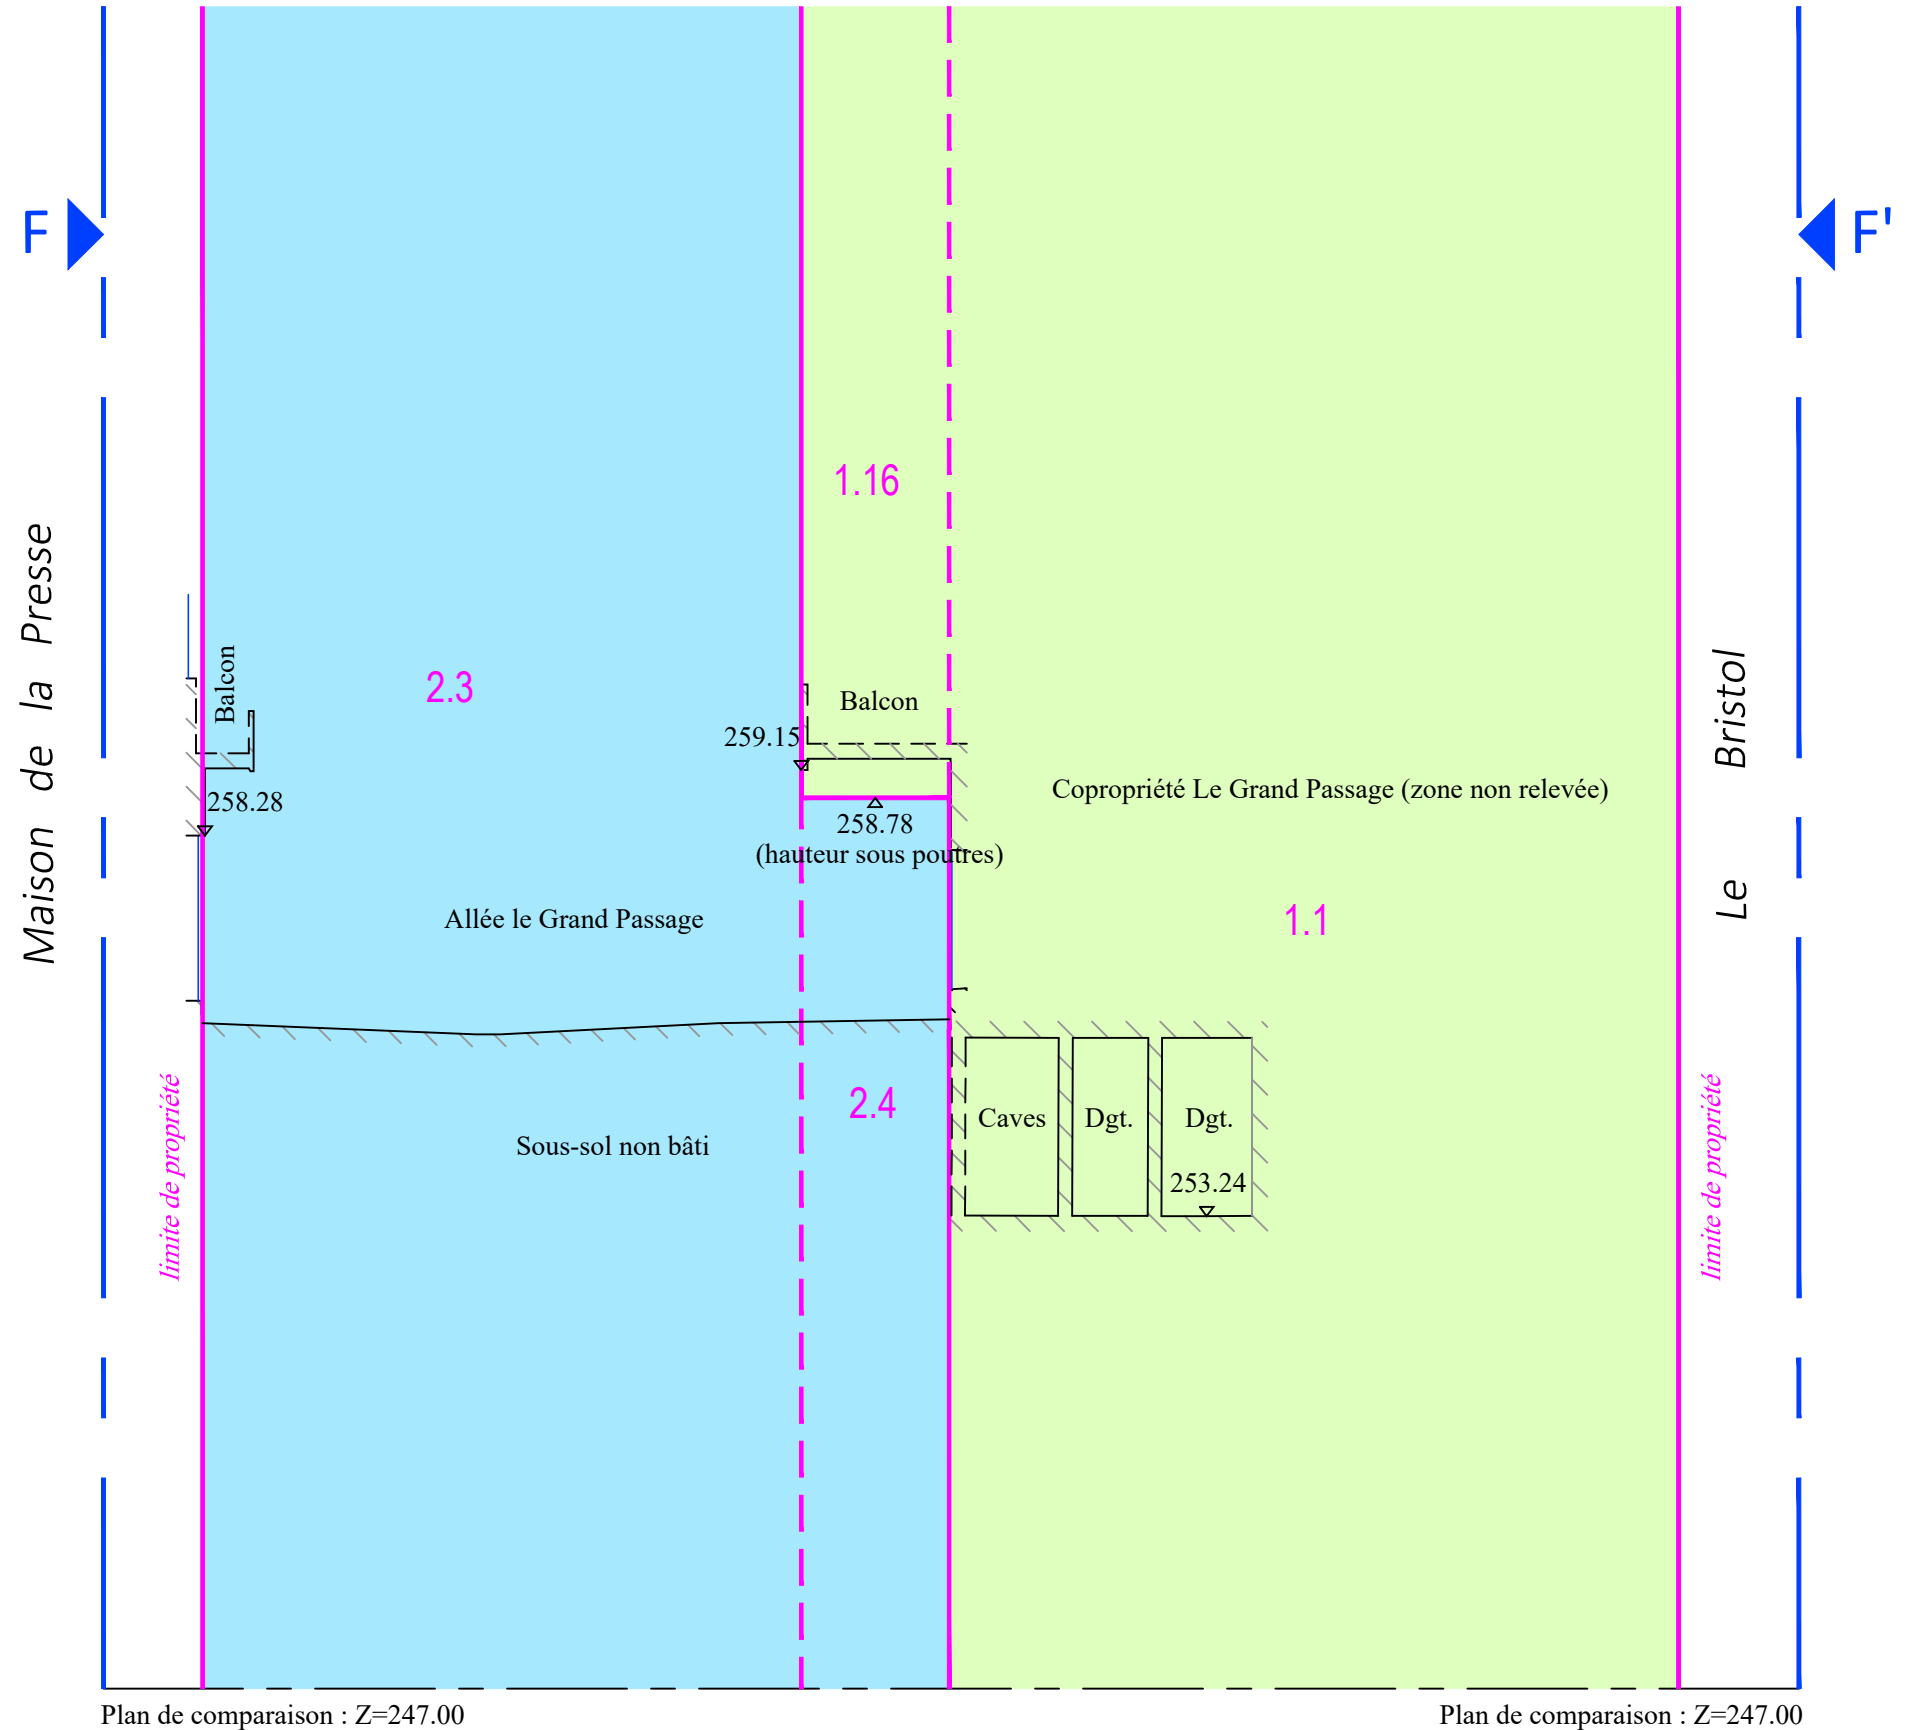 F
F'
1.16
Maison de la Presse
Balcon
2.3
Balcon
259.15
Le Bristol
258.28
Copropriété Le Grand Passage (zone non relevée)
258.78
(hauteur sous poutres)
Allée le Grand Passage
1.1
2.4
Caves
Dgt.
Dgt.
Sous-sol non bâti
253.24
limite de propriété
limite de propriété
Plan de comparaison : Z=247.00
Plan de comparaison : Z=247.00